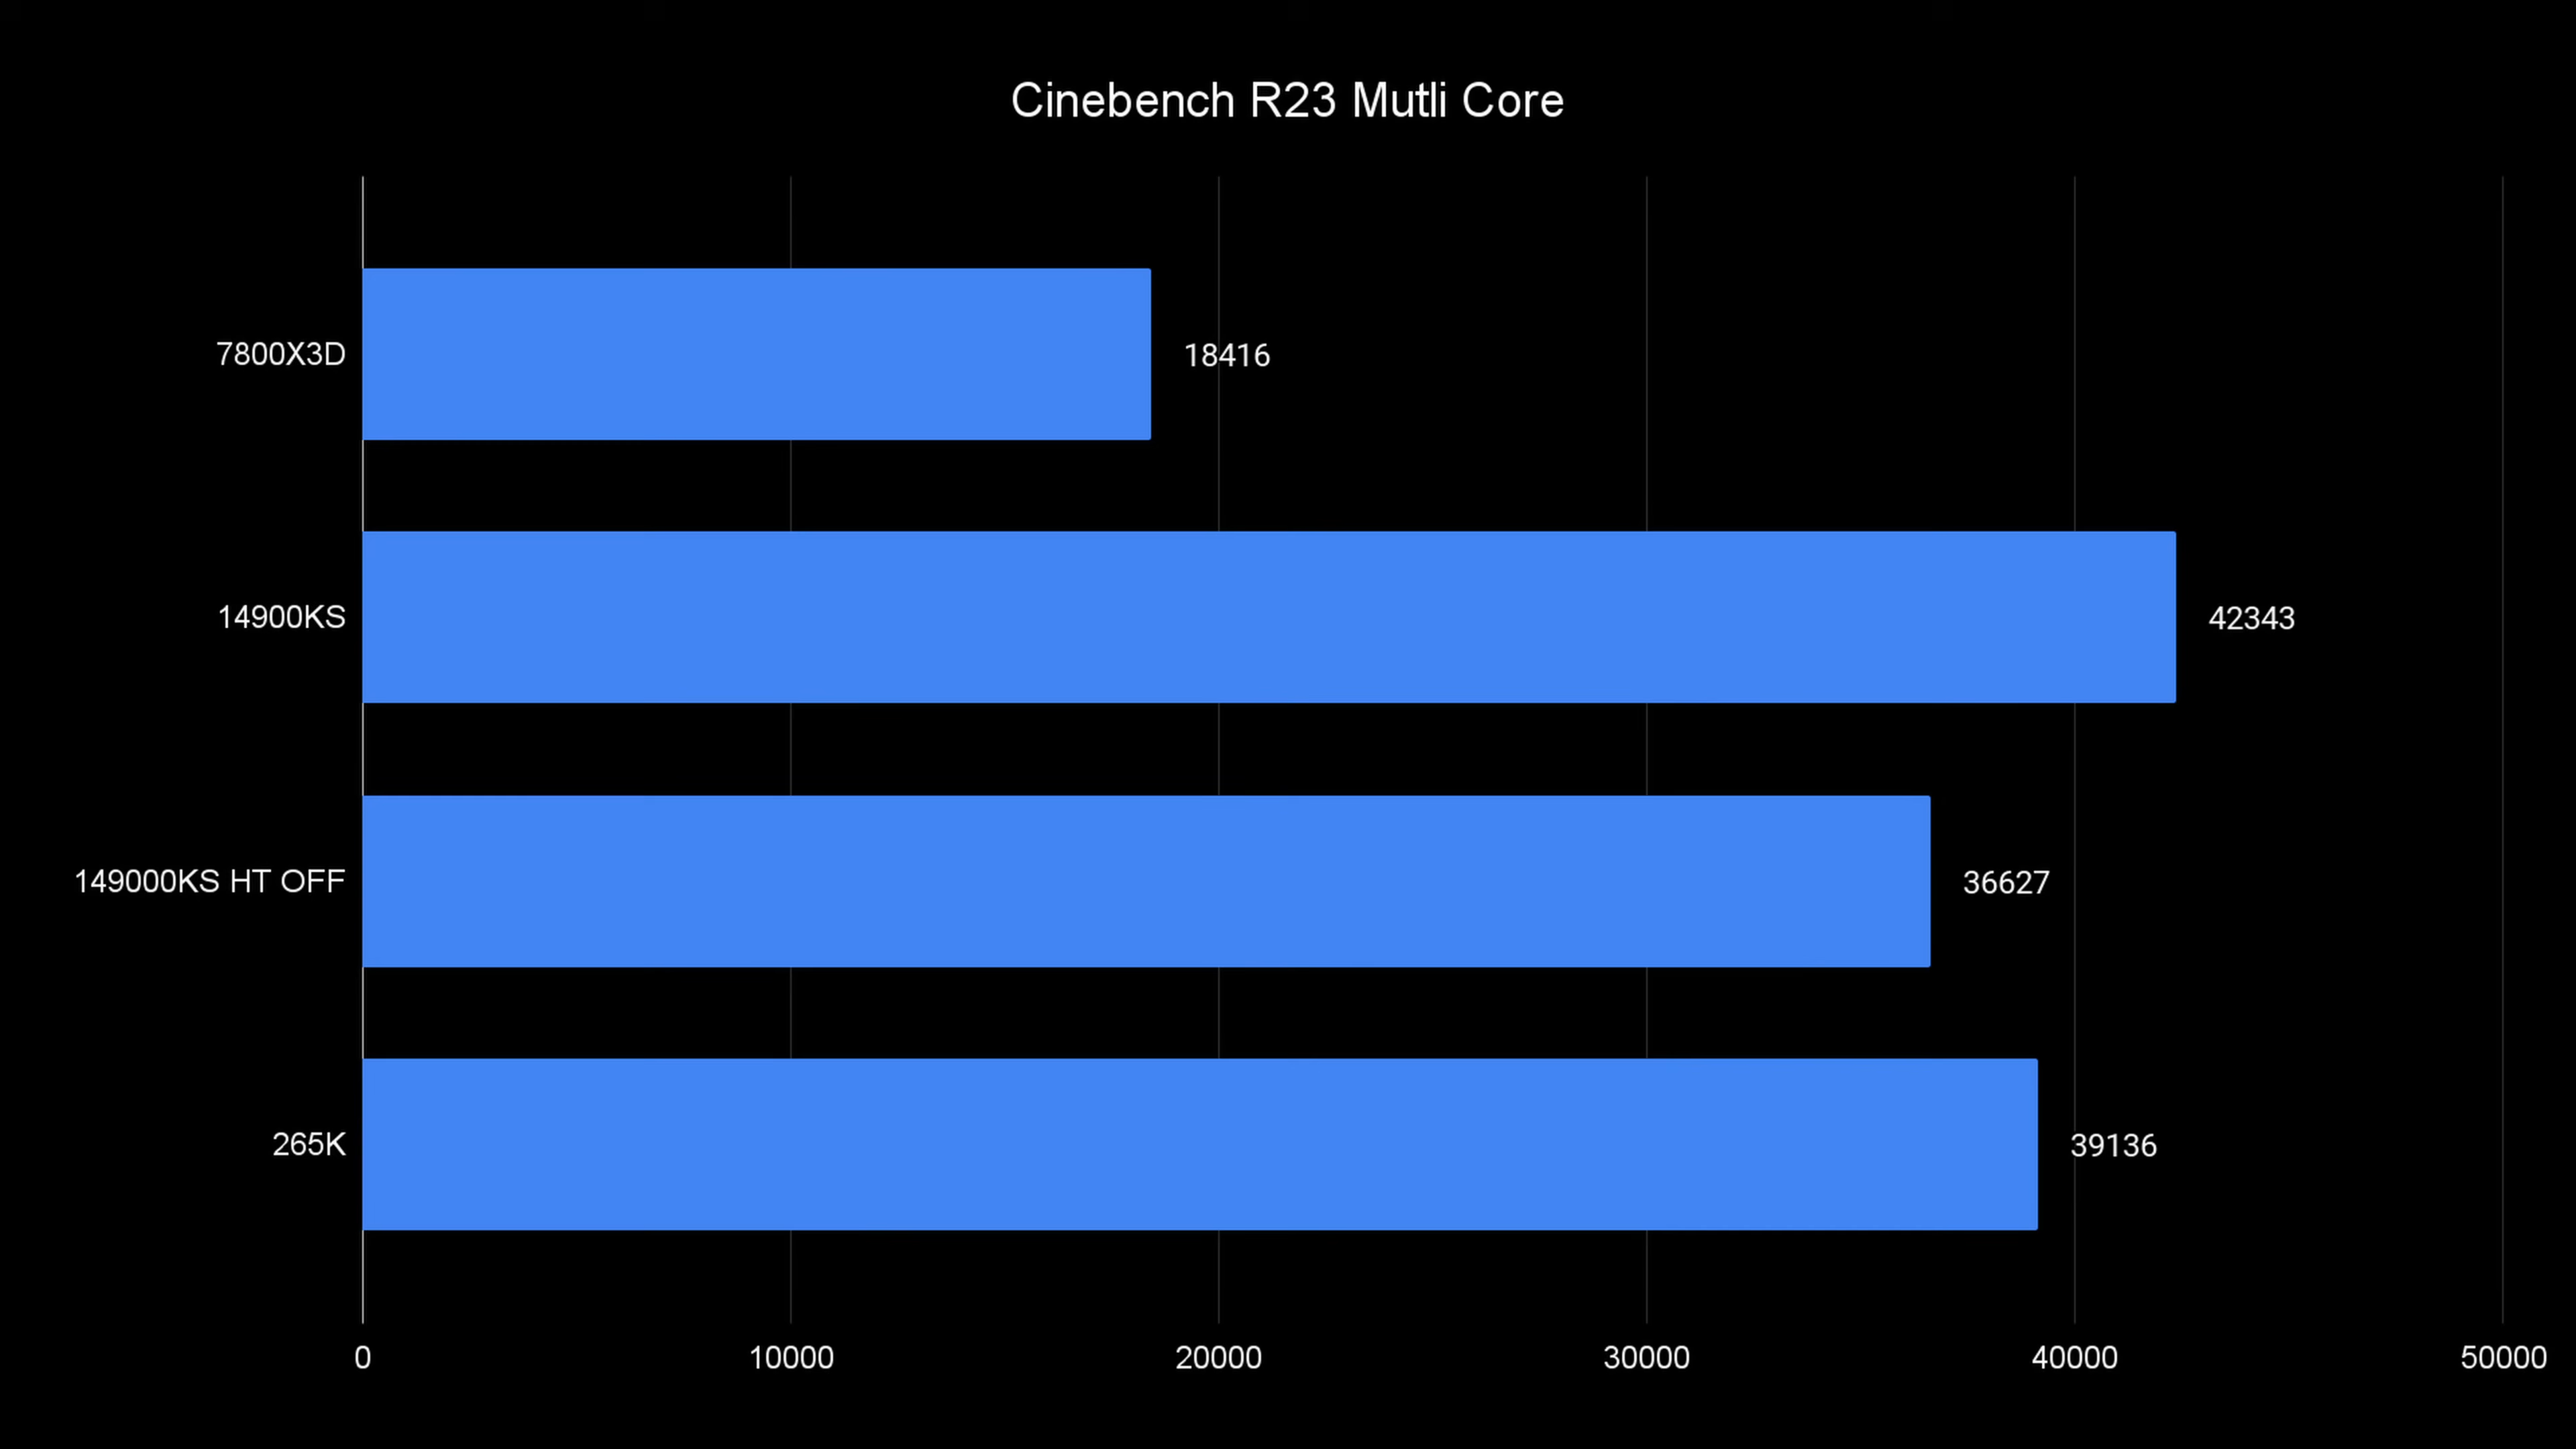 Cinebench R23 Mutli Core
7800X3D
18416
14900KS
42343
149000KS HT OFF
36627
265K
39136
0 10000 20000 30000 40000 50000